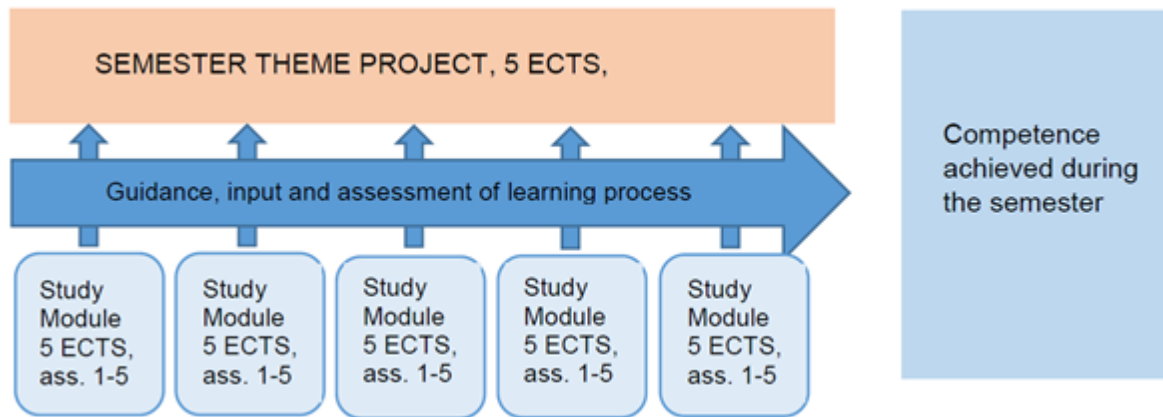 SEMESTER THEME PROJECT, 5 ECTS,
Guidance, input and assessment of learning process
Study
Module
5 ECTS,
ass. 1-5
Study
Module
5 ECTS,
ass. 1-5
Study
Module
5 ECTS,
ass. 1-5
Study
Module
5 ECTS,
ass. 1-5
Study
Module
5 ECTS,
ass. 1-5
Competence
achieved during
the semester